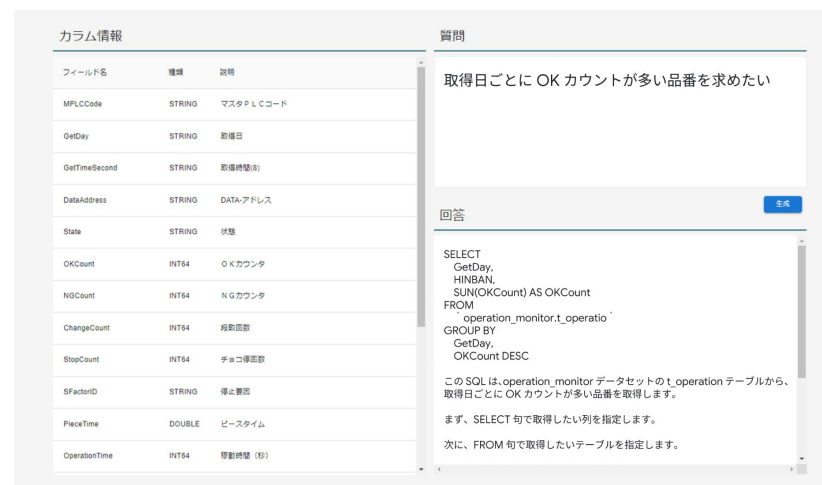 カラム情報
フィールド名 種類 説明
MPLCCode STRING マスタPLCコード
GetDay STRING 取得日
GetTimeSecond STRING 取得時間(8)
DataAddress STRING DATA-アドレス
State STRING 状態
OKCount INT64 OKカウンタ
NGCount INT64 NGカウンタ
ChangeCount INT64 段取回数
StopCount INT64 チョコ停回数
SFactorID STRING 停止要因
PieceTime DOUBLE ピースタイム
OperationTime INT64 稼動時間（秒）
質問
取得日ごとに OK カウントが多い品番を求めたい
生成
回答
SELECT
GetDay,
HINBAN,
SUN(OKCount) AS OKCount
FROM
`operation_monitor.t_operatio`
GROUP BY
GetDay,
OKCount DESC
この SQL は、operation_monitor データセットの t_operation テーブルから、
取得日ごとに OK カウントが多い品番を取得します。
まず、SELECT 句で取得したい列を指定します。
次に、FROM 句で取得したいテーブルを指定します。